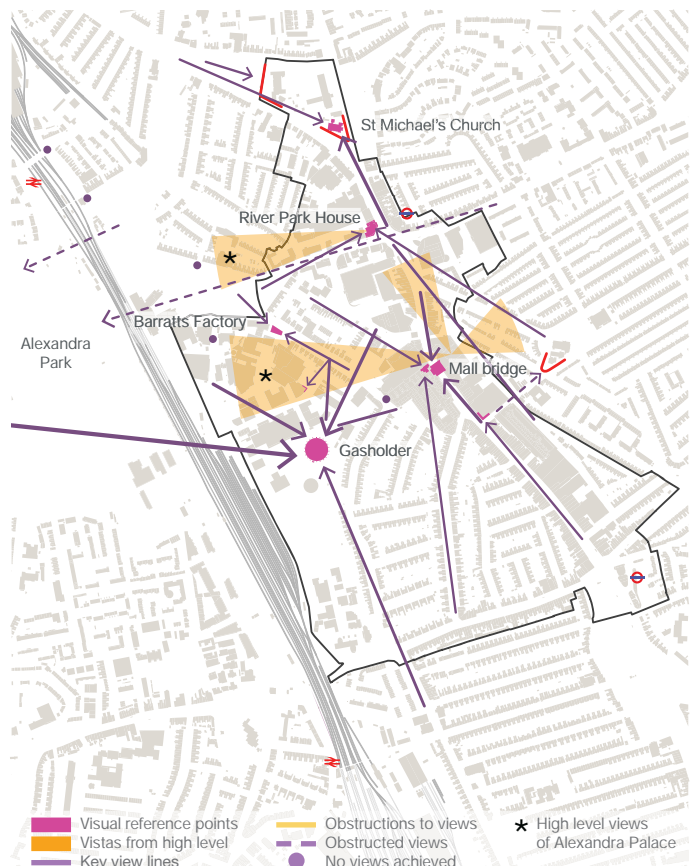 St Michael's Church
River Park House
Barratts Factory
Alexandra
Park
Mall bridge
Gasholder
Visual reference points
Vistas from high level
Key view lines
Obstructions to views
Obstructed views
No views achieved
* High level views
of Alexandra Palace